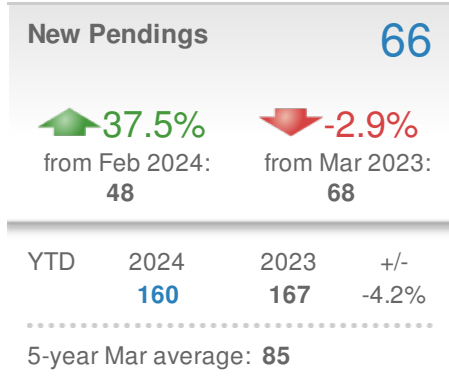 New Pendings 66
37.5% -2.9%
from Feb 2024: from Mar 2023:
48 68
YTD 2024 2023 +/-
160 167 -4.2%
5-year Mar average: 85